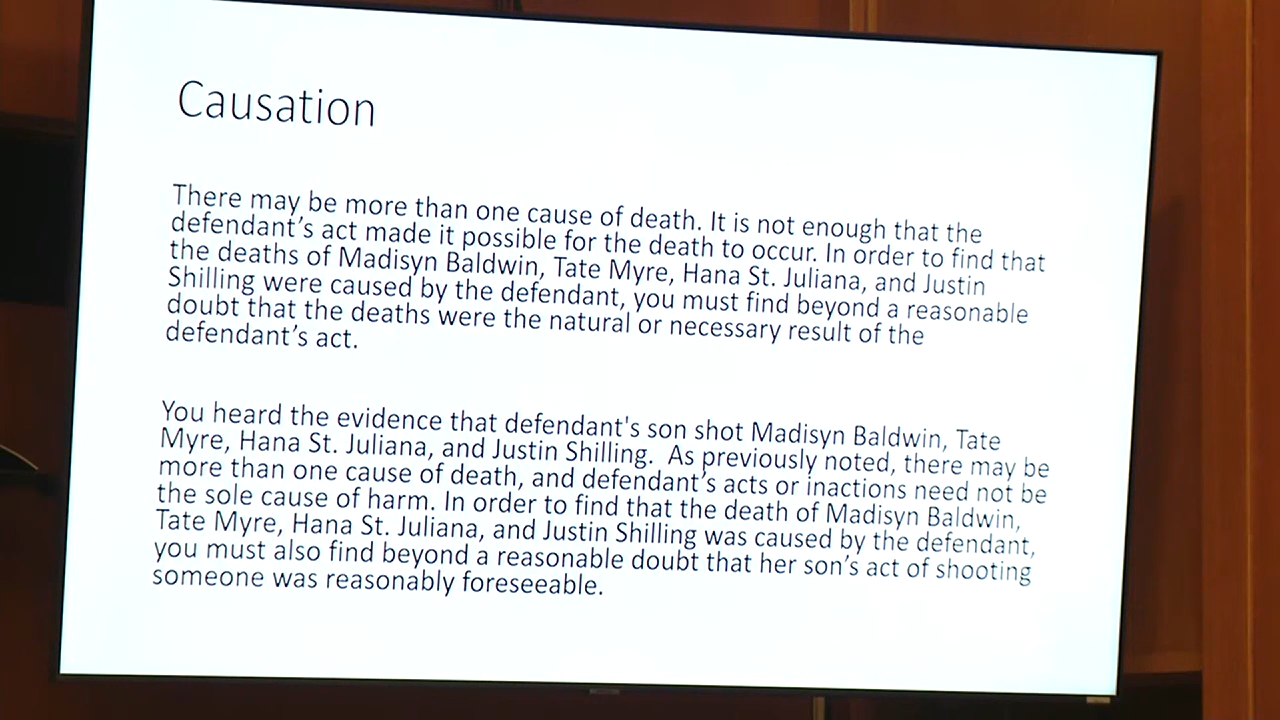 Causation
There may be more than one cause of death. It is not enough that the
defendant's act made it possible for the death to occur. In order to find that
the deaths of Madisyn Baldwin, Tate Myre, Hana St. Juliana, and Justin
Shilling were caused by the defendant, you must find beyond a reasonable
doubt that the deaths were the natural or necessary result of the
defendant's act.
You heard the evidence that defendant's son shot Madisyn Baldwin, Tate
Myre, Hana St. Juliana, and Justin Shilling.  As previously noted, there may be
more than one cause of death, and defendant's acts or inactions need not be
the sole cause of harm. In order to find that the death of Madisyn Baldwin,
Tate Myre, Hana St. Juliana, and Justin Shilling was caused by the defendant,
you must also find beyond a reasonable doubt that her son's act of shooting
someone was reasonably foreseeable.